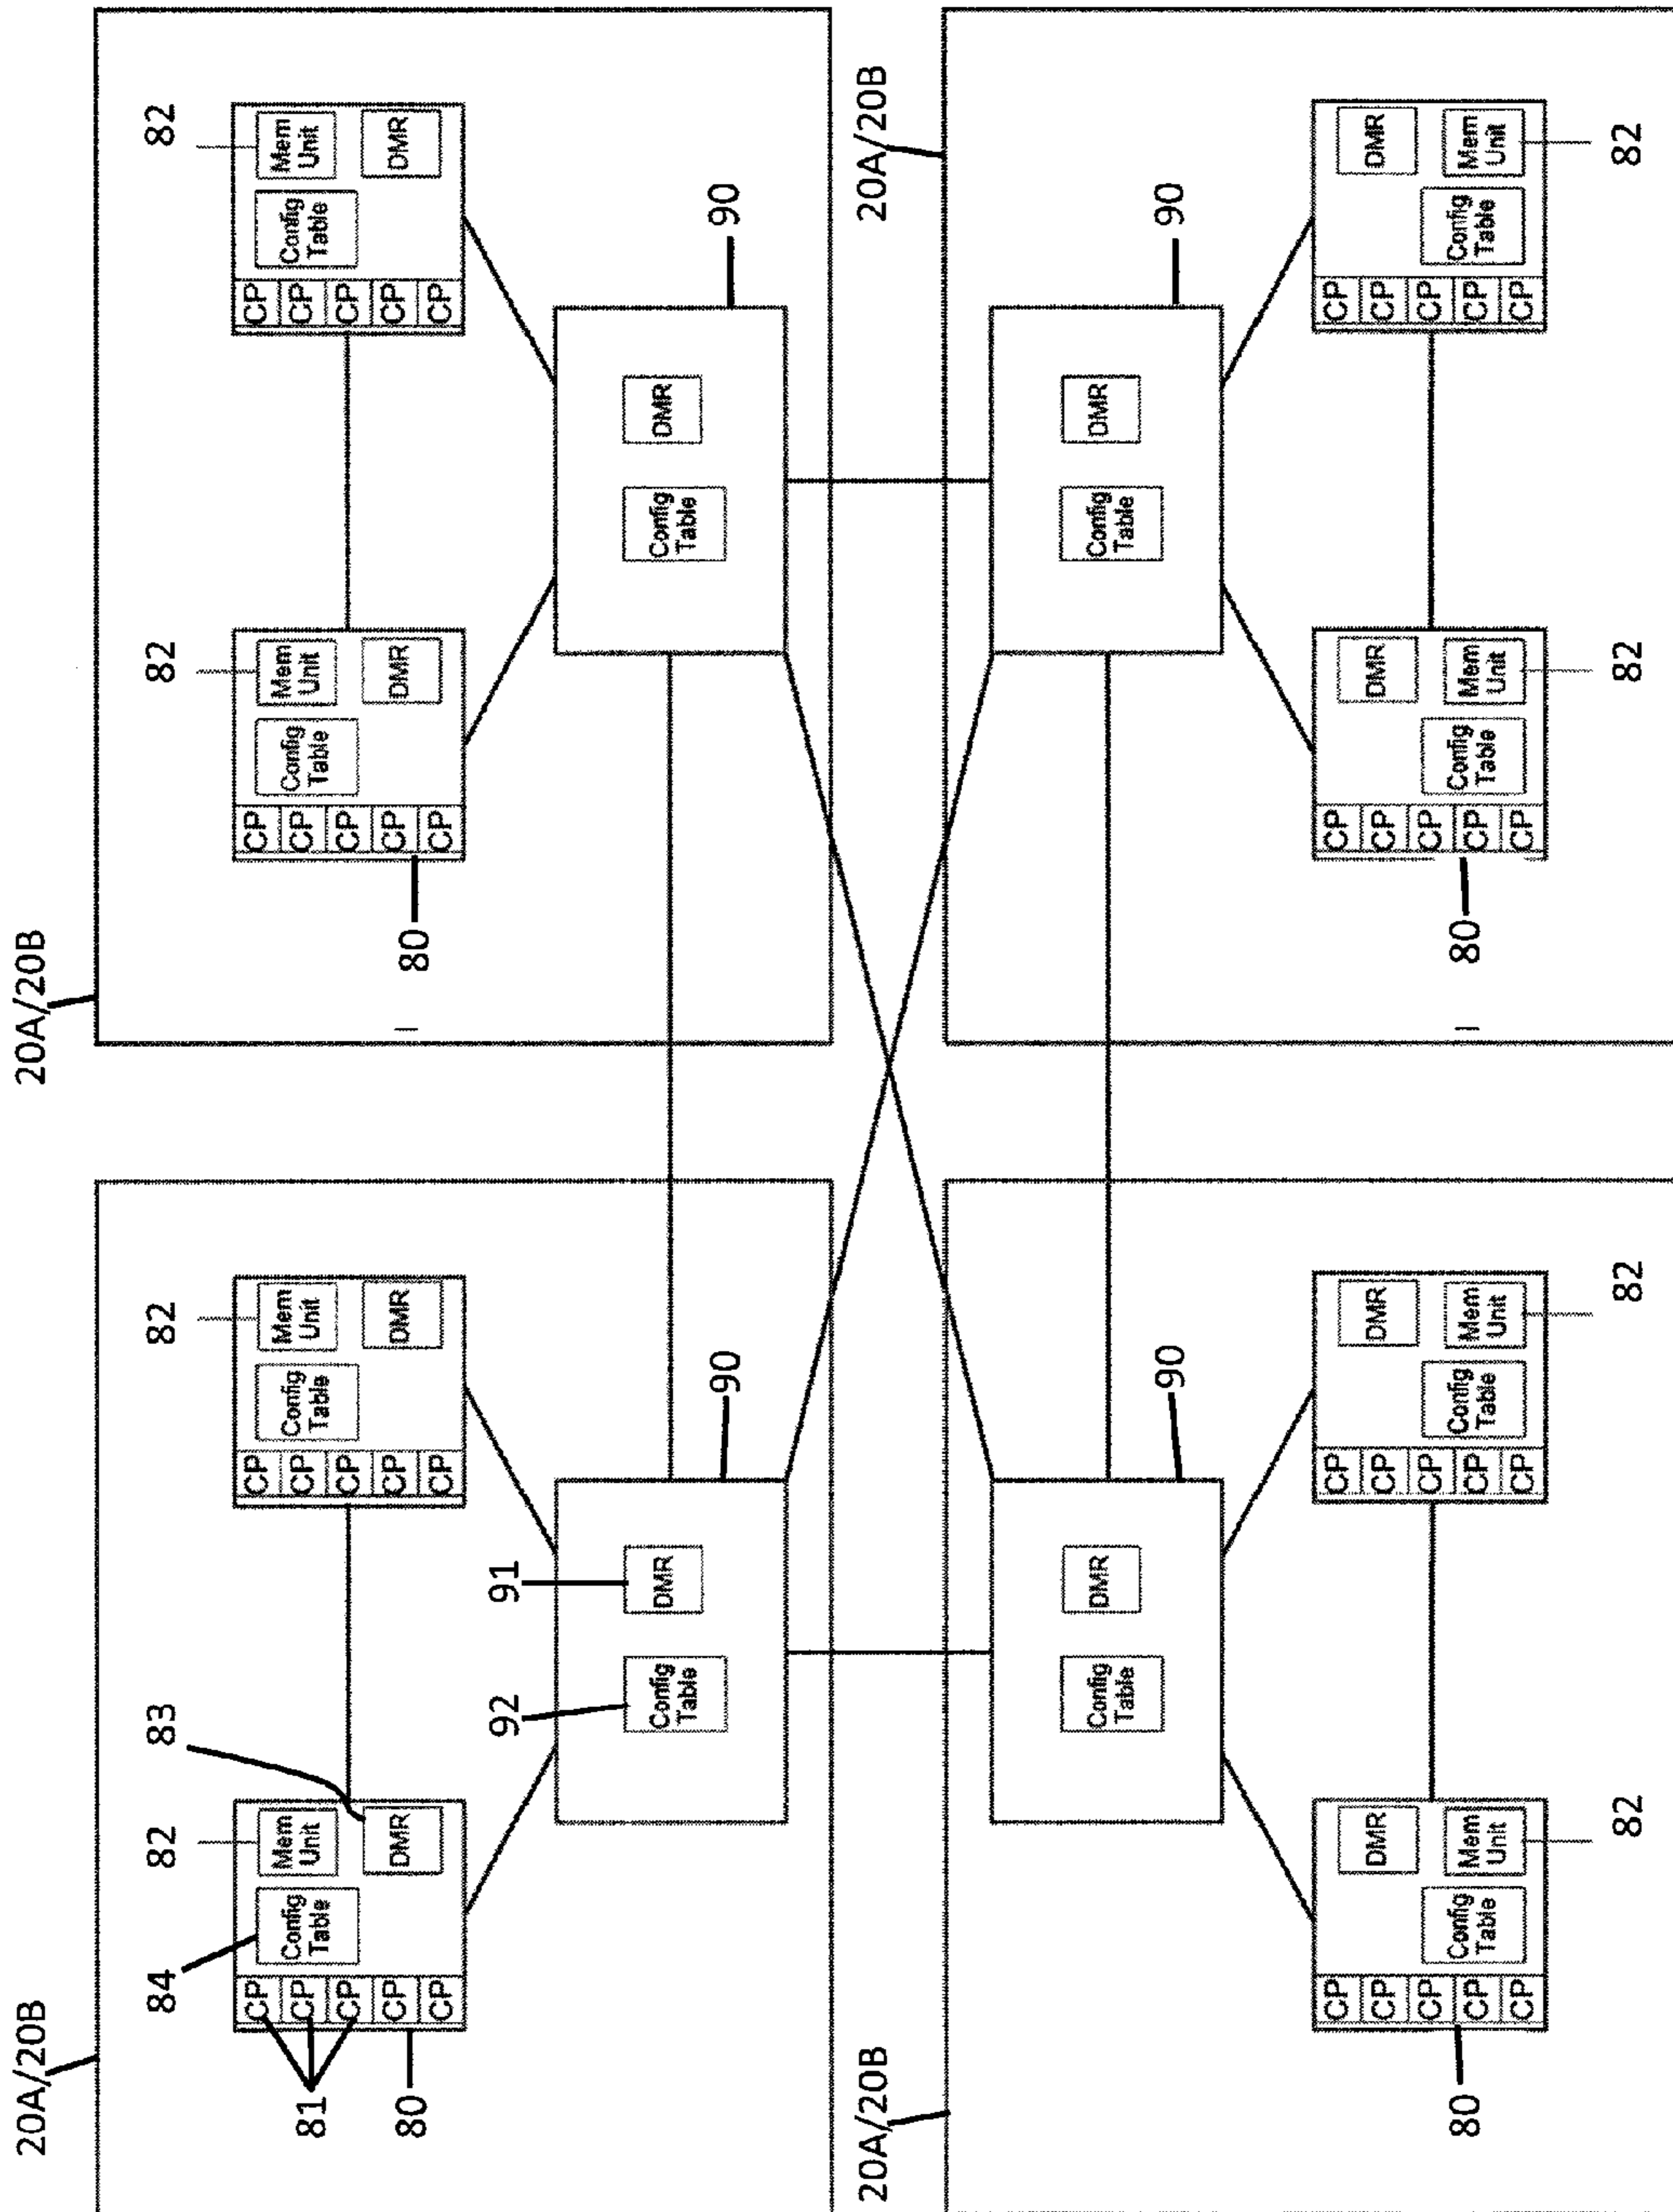 20A/20B
84
82
83
81
80
CP
CP
CP
CP
CP
Config
Table
Mem
Unit
DMR
82
CP
CP
CP
CP
CP
Config
Table
Mem
Unit
DMR
92
91
Config
Table
DMR
90
20A/20B
80
82
CP
CP
CP
CP
CP
Config
Table
Mem
Unit
DMR
82
CP
CP
CP
CP
CP
Config
Table
Mem
Unit
DMR
Config
Table
DMR
90
20A/20B
Config
Table
DMR
90
80
CP
CP
CP
CP
CP
DMR
Config
Table
Mem
Unit
82
CP
CP
CP
CP
CP
DMR
Config
Table
Mem
Unit
82
20A/20B
Config
Table
DMR
90
80
CP
CP
CP
CP
CP
DMR
Config
Table
Mem
Unit
82
CP
CP
CP
CP
CP
DMR
Config
Table
Mem
Unit
82